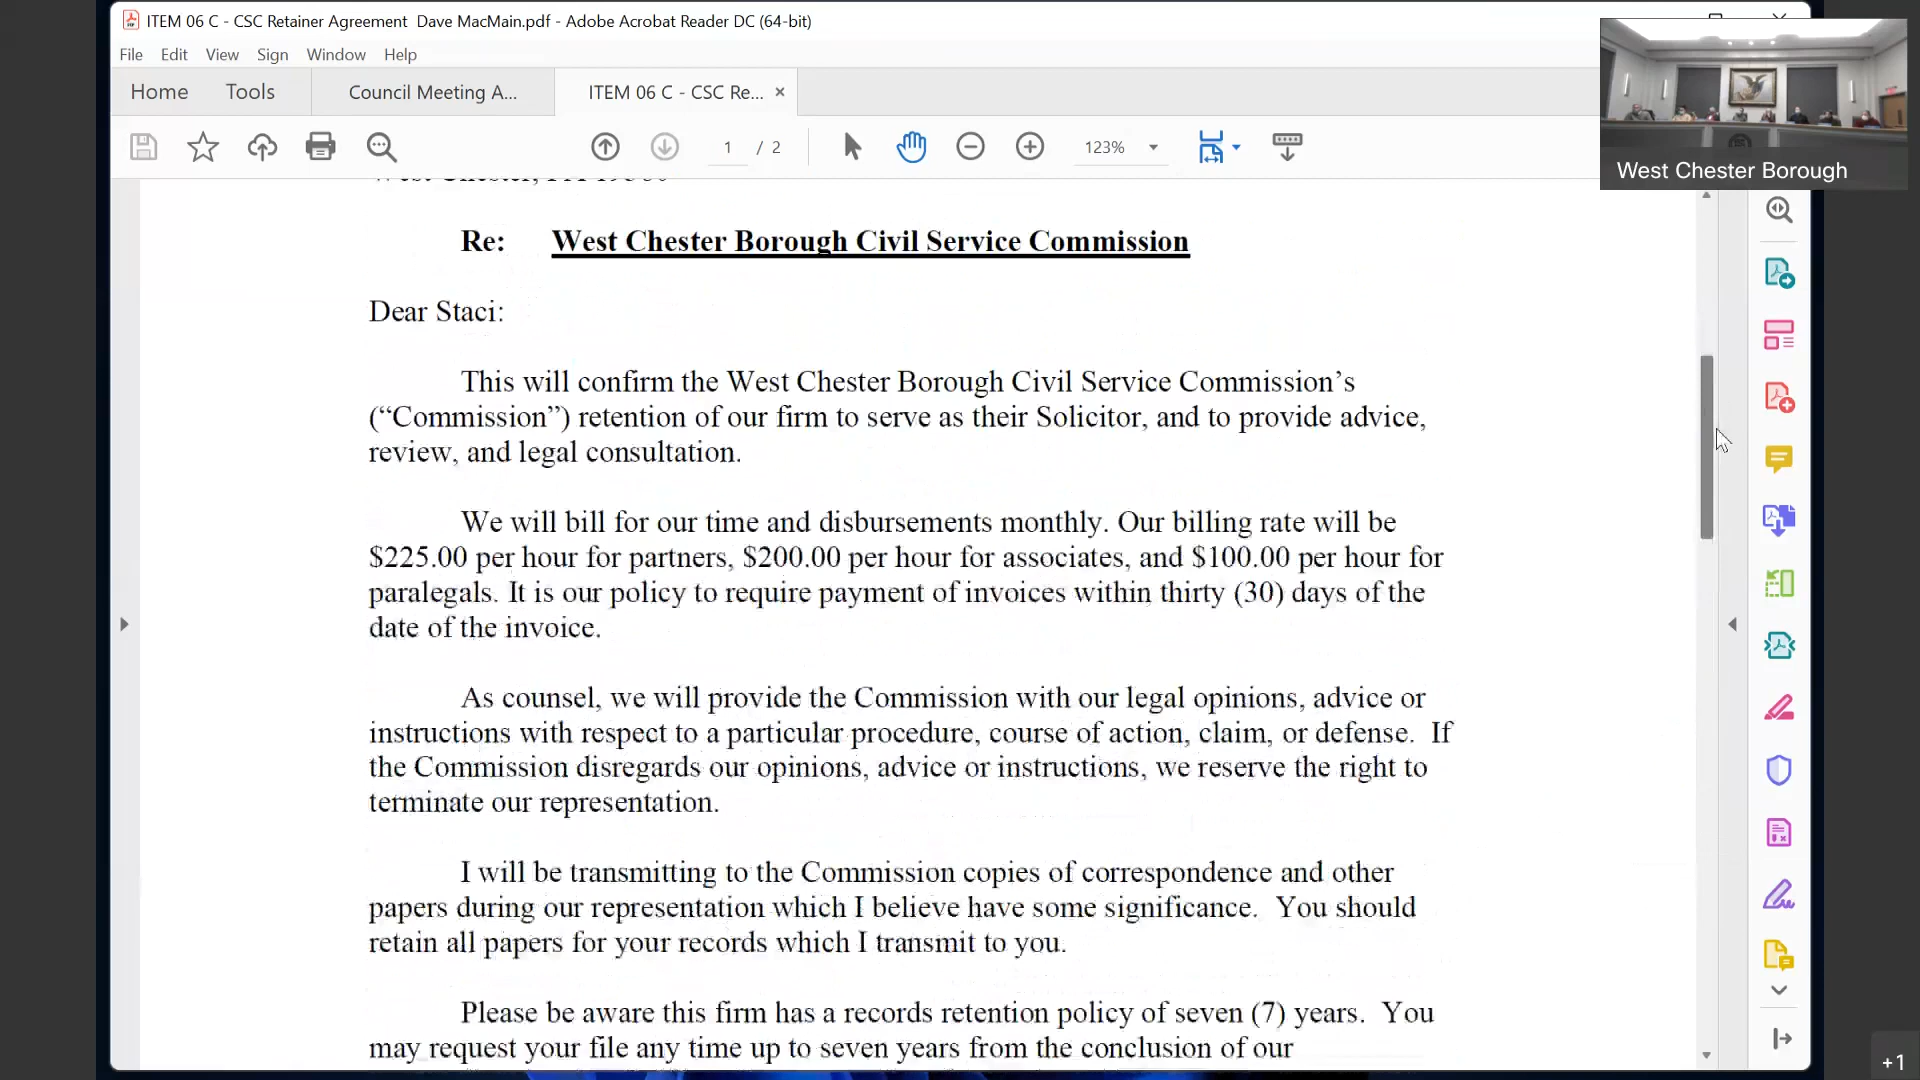 ITEM 06 C - CSC Retainer Agreement  Dave MacMain.pdf - Adobe Acrobat Reader DC (64-bit)
File Edit View Sign Window Help
Home Tools Council Meeting A... ITEM 06 C - CSC Re... ×
1 / 2 123%
West Chester Borough
Re: West Chester Borough Civil Service Commission
Dear Staci:
This will confirm the West Chester Borough Civil Service Commission’s
(“Commission”) retention of our firm to serve as their Solicitor, and to provide advice,
review, and legal consultation.
We will bill for our time and disbursements monthly. Our billing rate will be
$225.00 per hour for partners, $200.00 per hour for associates, and $100.00 per hour for
paralegals. It is our policy to require payment of invoices within thirty (30) days of the
date of the invoice.
As counsel, we will provide the Commission with our legal opinions, advice or
instructions with respect to a particular procedure, course of action, claim, or defense.  If
the Commission disregards our opinions, advice or instructions, we reserve the right to
terminate our representation.
I will be transmitting to the Commission copies of correspondence and other
papers during our representation which I believe have some significance.  You should
retain all papers for your records which I transmit to you.
Please be aware this firm has a records retention policy of seven (7) years.  You
may request your file any time up to seven years from the conclusion of our
+1